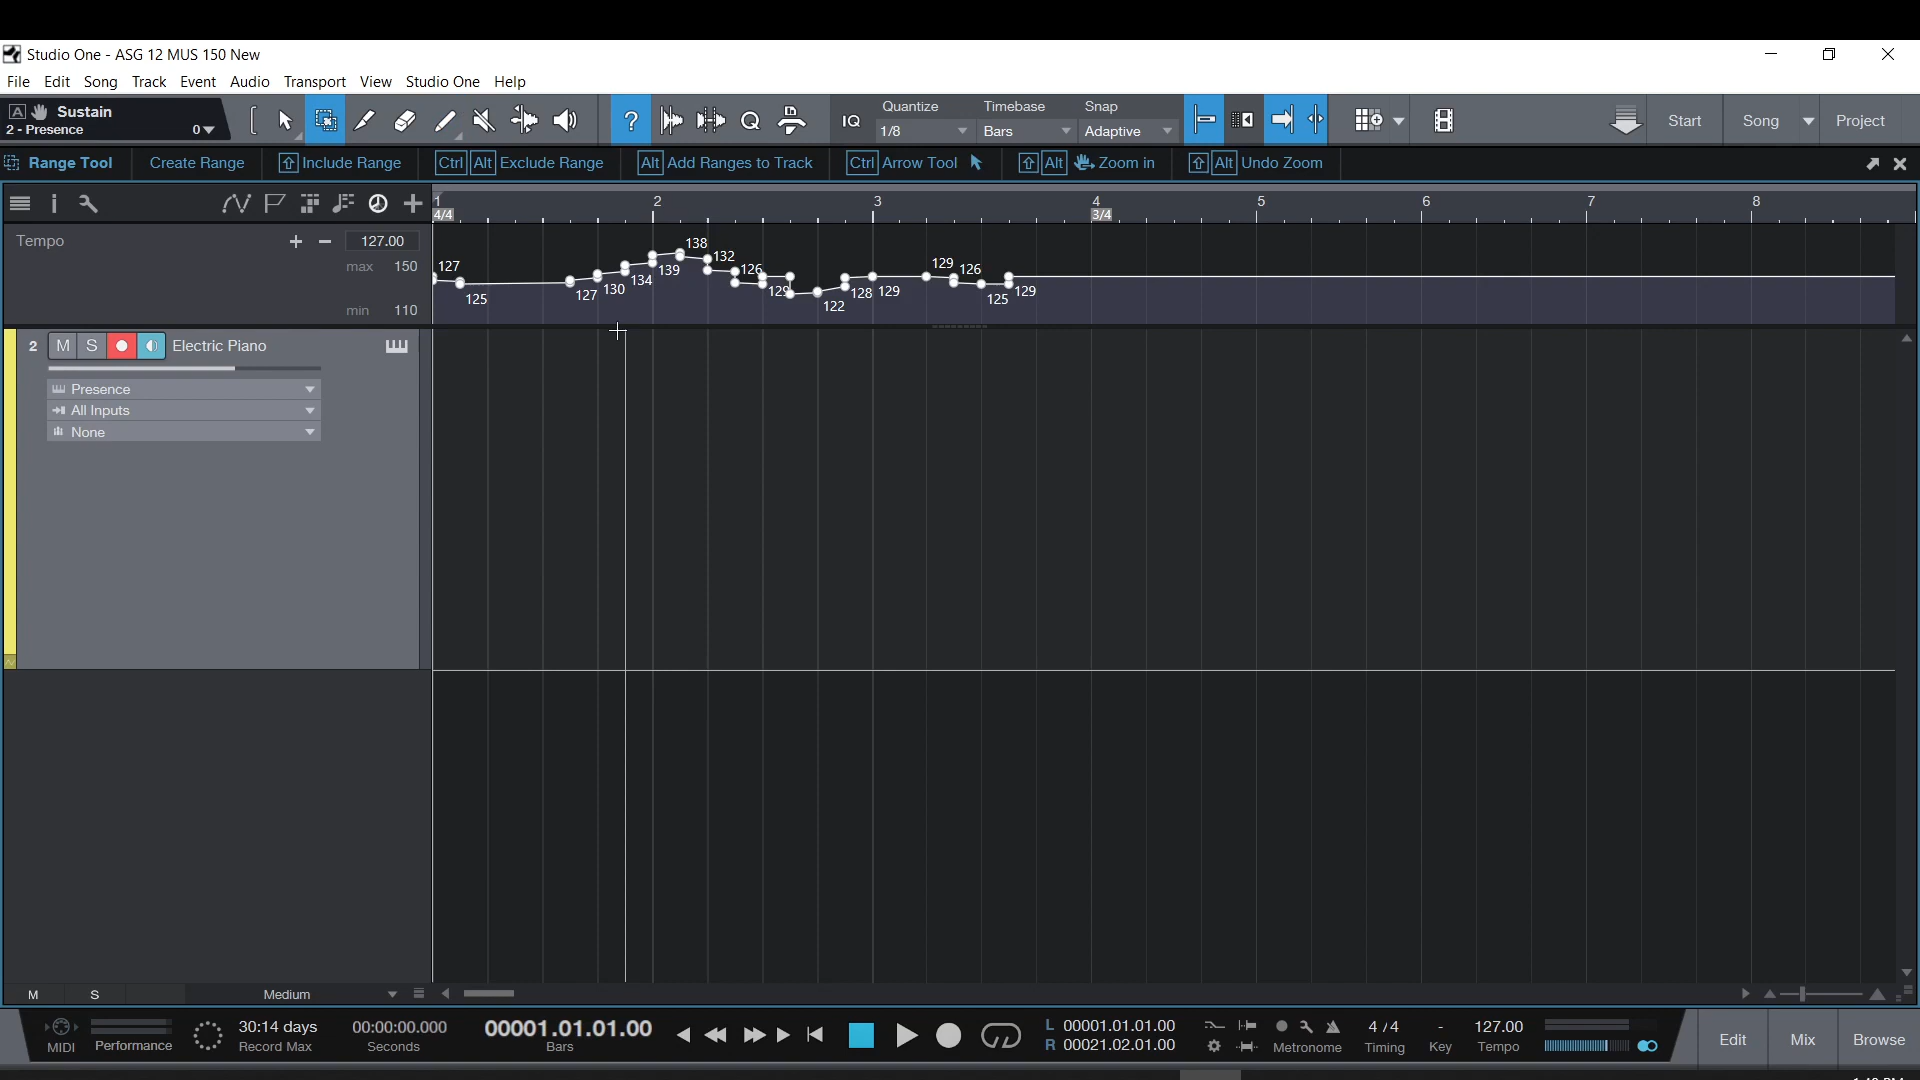 Studio One - ASG 12 MUS 150 New
File Edit Song Track Event Audio Transport View Studio One Help
A Sustain
2 - Presence 0
? IQ
Quantize Timebase Snap
1/8 Bars Adaptive
Start Song Project
Range Tool Create Range Include Range Ctrl Alt Exclude Range Alt Add Ranges to Track Ctrl Arrow Tool Alt Zoom in Alt Undo Zoom
1 2 3 4 5 6 7 8
4/4 3/4
Tempo 127.00
max 150
min 110
127 125 127 130 134 139 138 132 126 129 122 128 129 129 126 125 129
2 M S Electric Piano
Presence
All Inputs
None
M S Medium
MIDI Performance
30:14 days
Record Max
00:00:00.000
Seconds
00001.01.01.00
Bars
L 00001.01.01.00
R 00021.02.01.00
Metronome
4 / 4
Timing
-
Key
127.00
Tempo
Edit Mix Browse